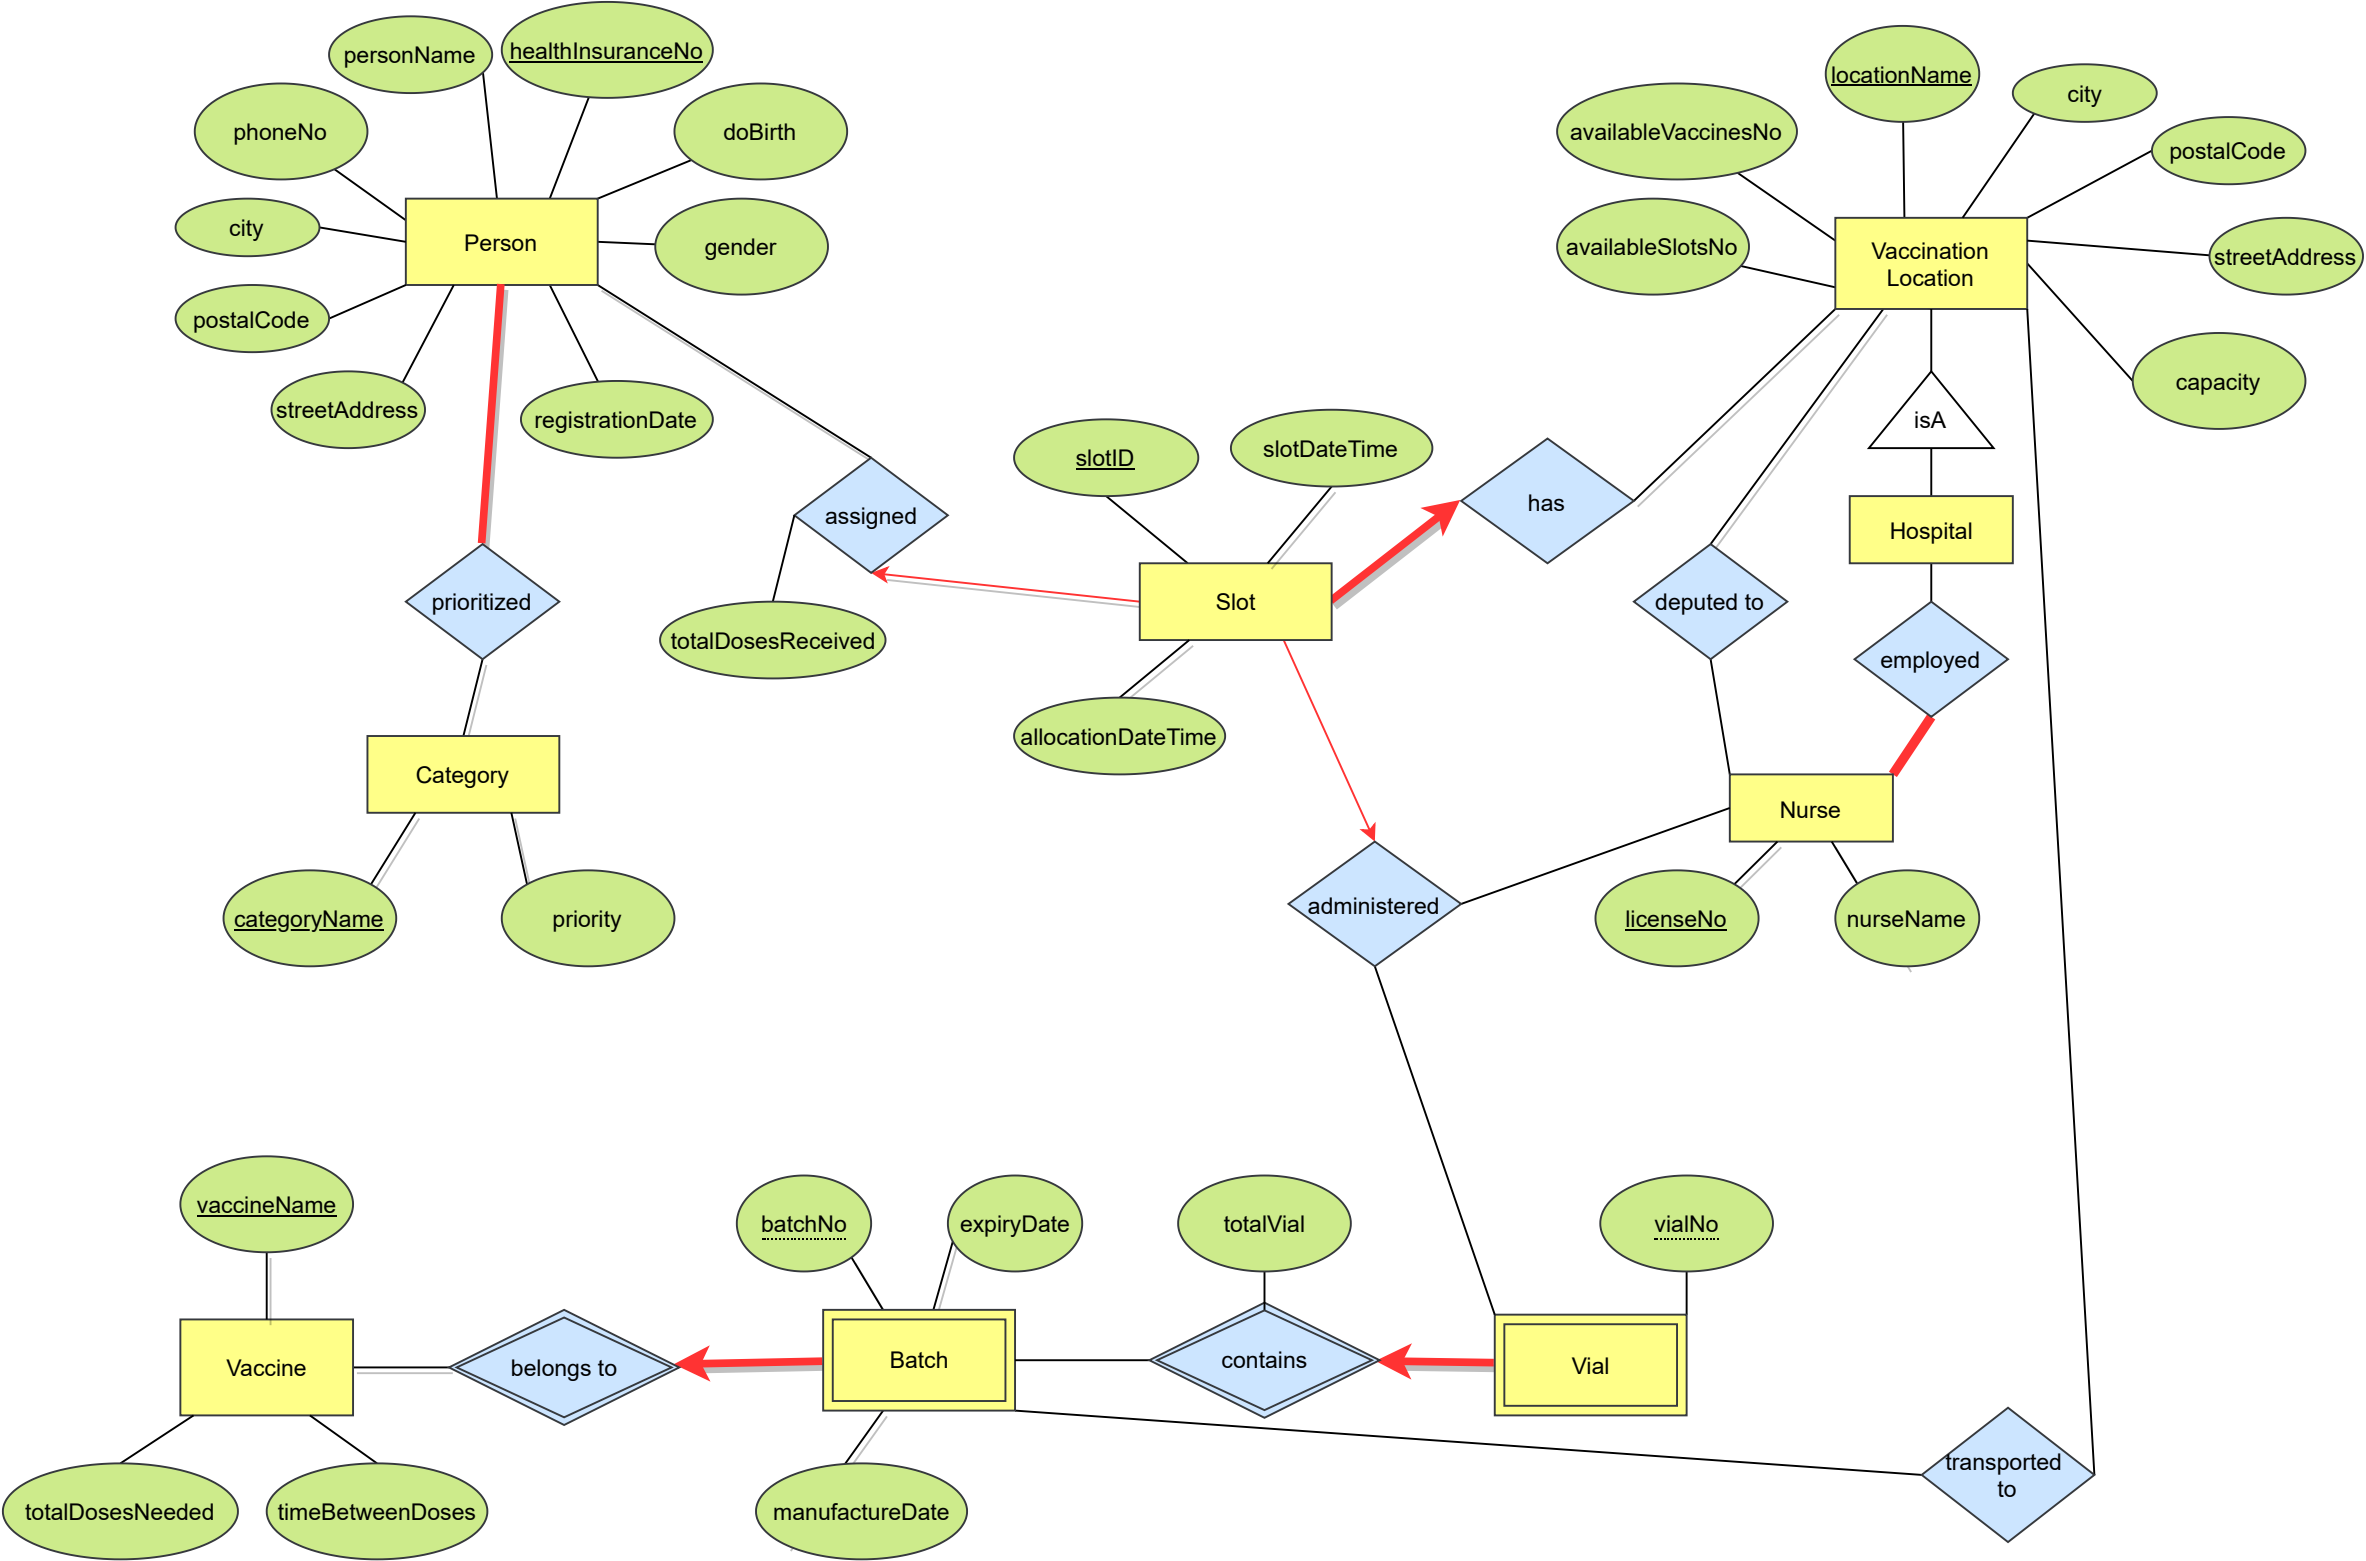 healthInsuranceNo
personName
locationName
city
phoneNo
doBirth
availableVaccinesNo
postalCode
city
Person
gender
availableSlotsNo
Vaccination
Location
streetAddress
postalCode
streetAddress
registrationDate
capacity
isA
slotID
slotDateTime
has
assigned
Hospital
prioritized
Slot
deputed to
totalDosesReceived
employed
allocationDateTime
Category
Nurse
categoryName
priority
administered
licenseNo
nurseName
vaccineName
batchNo
expiryDate
totalVial
vialNo
Vaccine
belongs to
Batch
contains
Vial
transported
to
totalDosesNeeded
timeBetweenDoses
manufactureDate